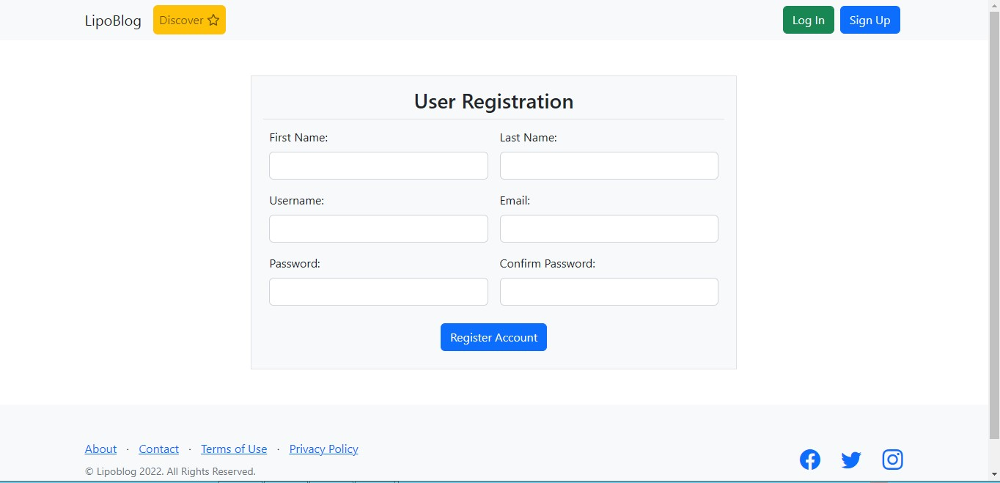 LipoBlog Discover Log In Sign Up
User Registration
First Name: Last Name:
Username: Email:
Password: Confirm Password:
Register Account
About · Contact · Terms of Use · Privacy Policy
© Lipoblog 2022. All Rights Reserved.